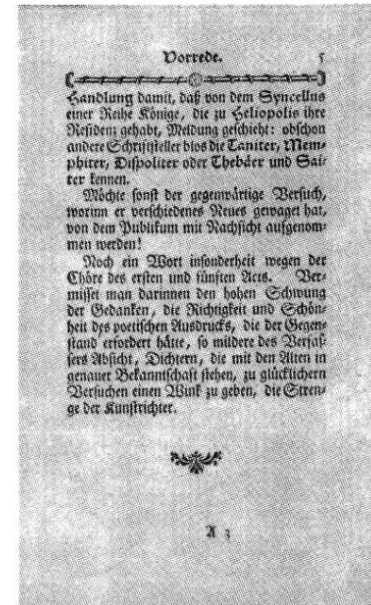 Vorrede. 5
Handlung damit, daß von dem Syncellus
einer Reihe Könige, die zu Heliopolis ihre
Residenz gehabt, Meldung geschieht: obschon
andere Schriftsteller blos die Taniter, Mem-
phiter, Dispoliter oder Thebäer und Sai-
ter kennen.
Möchte sonst der gegenwärtige Versuch,
worinn er verschiedenes Neues gewaget hat,
von dem Publikum mit Nachsicht aufgenom-
men werden!
Noch ein Wort insonderheit wegen der
Chöre des ersten und fünften Acts. Ver-
misset man darinnen den hohen Schwung
der Gedanken, die Richtigkeit und Schön-
heit des poetischen Ausdrucks, die der Gegen-
stand erfordert hätte, so mildere des Verfas-
sers Absicht, Dichtern, die mit den Alten in
genauer Bekanntschaft stehen, zu glücklichern
Versuchen einen Wink zu geben, die Stren-
ge der Kunstrichter.
A 3